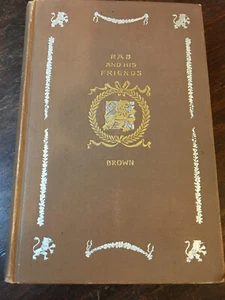 RAB
AND HIS
FRIENDS
BROWN